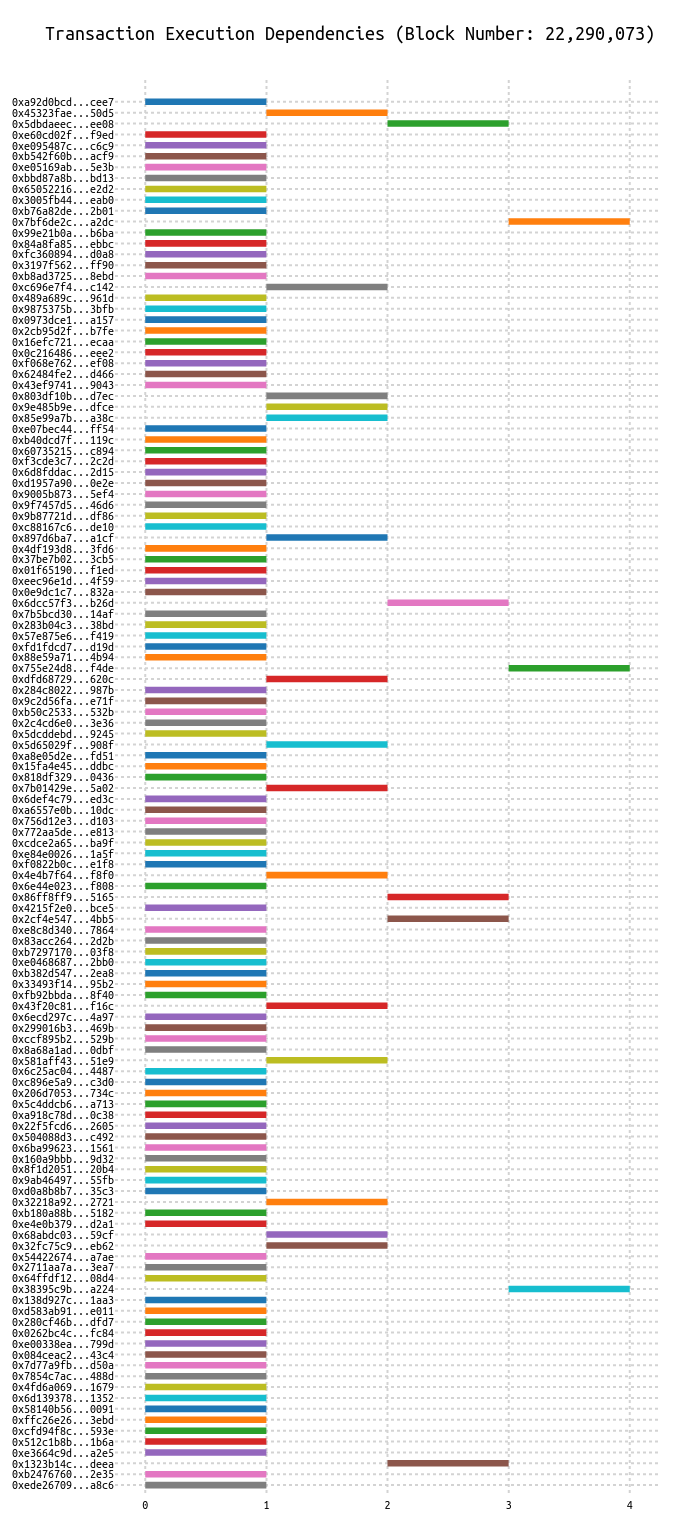 Transaction Execution Dependencies (Block Number: 22,290,073)
0xa92d0bcd...cee7
0x45323fae...50d5
0x5dbdaeec...ee08
0xe60cd02f...f9ed
0xe095487c...c6c9
0xb542f60b...acf9
0xe05169ab...5e3b
0xbbd87a8b...bd13
0x65052216...e2d2
0x3005fb44...eab0
0xb76a82de...2b01
0x7bf6de2c...a2dc
0x99e21b0a...b6ba
0x84a8fa85...ebbc
0xfc360894...d0a8
0x3197f562...ff90
0xb8ad3725...8ebd
0xc696e7f4...c142
0x489a689c...961d
0x9875375b...3bfb
0x0973dce1...a157
0x2cb95d2f...b7fe
0x16efc721...ecaa
0x0c216486...eee2
0xf068e762...ef08
0x62484fe2...d466
0x43ef9741...9043
0x803df10b...d7ec
0x9e485b9e...dfce
0x85e99a7b...a38c
0xe07bec44...ff54
0xb40dcd7f...119c
0x60735215...c894
0xf3cde3c7...2c2d
0x6d8fddac...2d15
0xd1957a90...0e2e
0x9005b873...5ef4
0x9f7457d5...46d6
0x9b87721d...df86
0xc88167c6...de10
0x897d6ba7...a1cf
0x4df193d8...3fd6
0x37be7b02...3cb5
0x01f65190...f1ed
0xeec96e1d...4f59
0x0e9dc1c7...832a
0x6dcc57f3...b26d
0x7b5bcd30...14af
0x283b04c3...38bd
0x57e875e6...f419
0xfd1fdcd7...d19d
0x88e59a71...4b94
0x755e24d8...f4de
0xdfd68729...620c
0x284c8022...987b
0x9c2d56fa...e71f
0xb50c2533...532b
0x2c4cd6e0...3e36
0x5dcddebd...9245
0x5d65029f...908f
0xa8e05d2e...fd51
0x15fa4e45...ddbc
0x818df329...0436
0x7b01429e...5a02
0x6def4c79...ed3c
0xa6557e0b...10dc
0x756d12e3...d103
0x772aa5de...e813
0xcdce2a65...ba9f
0xe84e0026...1a5f
0xf0822b0c...e1f8
0x4e4b7f64...f8f0
0x6e44e023...f808
0x86ff8ff9...5165
0x4215f2e0...bce5
0x2cf4e547...4bb5
0xe8c8d340...7864
0x83acc264...2d2b
0xb7297170...03f8
0xe0468687...2bb0
0xb382d547...2ea8
0x33493f14...95b2
0xfb92bbda...8f40
0x43f20c81...f16c
0x6ecd297c...4a97
0x299016b3...469b
0xccf895b2...529b
0x8a68a1ad...0dbf
0x581aff43...51e9
0x6c25ac04...4487
0xc896e5a9...c3d0
0x206d7053...734c
0x5c4ddcb6...a713
0xa918c78d...0c38
0x22f5fcd6...2605
0x504088d3...c492
0x6ba99623...1561
0x160a9bbb...9d32
0x8f1d2051...20b4
0x9ab46497...55fb
0xd0a8b8b7...35c3
0x32218a92...2721
0xb180a88b...5182
0xe4e0b379...d2a1
0x68abdc03...59cf
0x32fc75c9...eb62
0x54422674...a7ae
0x2711aa7a...3ea7
0x64ffdf12...08d4
0x38395c9b...a224
0x138d927c...1aa3
0xd583ab91...e011
0x280cf46b...dfd7
0x0262bc4c...fc84
0xe00338ea...799d
0x084ceac2...43c4
0x7d77a9fb...d50a
0x7854c7ac...488d
0x4fd6a069...1679
0x6d139378...1352
0x58140b56...0091
0xffc26e26...3ebd
0xcfd94f8c...593e
0x512c1b8b...1b6a
0xe3664c9d...a2e5
0x1323b14c...deea
0xb2476760...2e35
0xede26709...a8c6
0 1 2 3 4